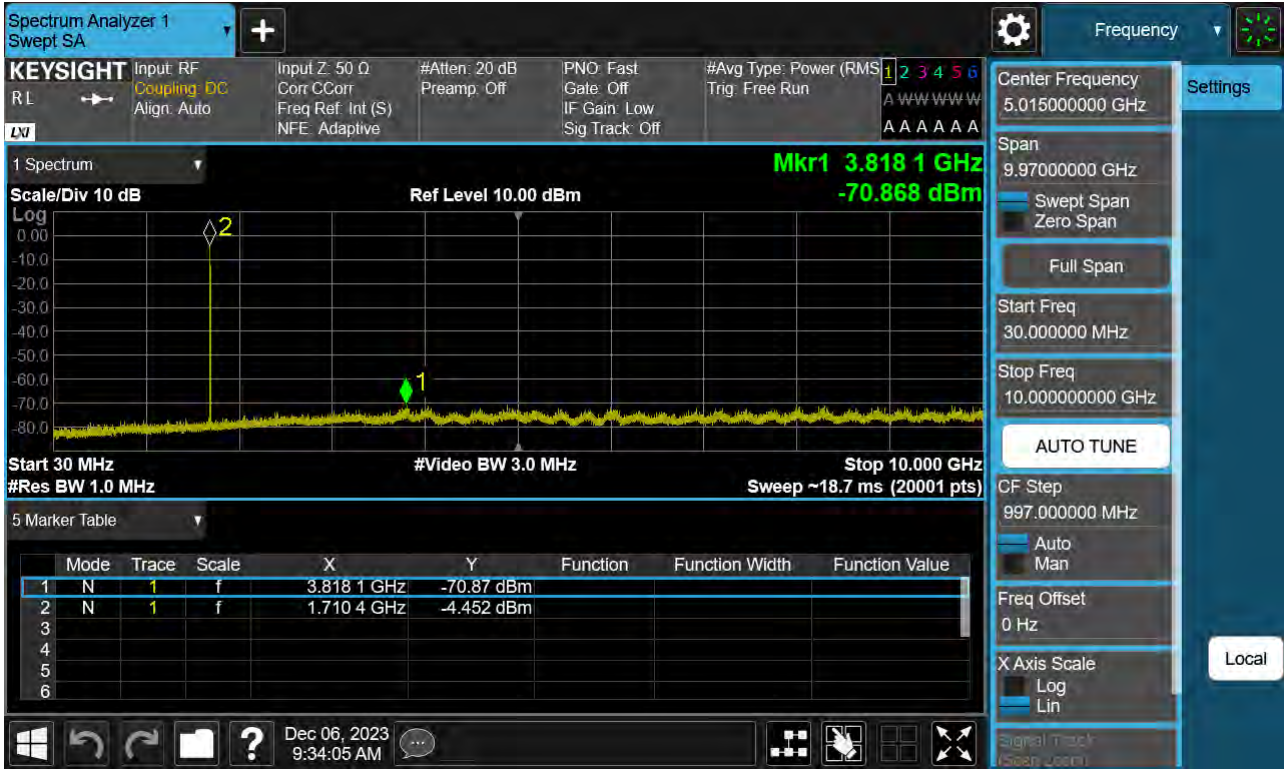 Spectrum Analyzer 1
Swept SA
Frequency
KEYSIGHT
RL
LXI
Input: RF
Coupling: DC
Align: Auto
Input Z: 50 Ω
Corr CCorr
Freq Ref: Int (S)
NFE: Adaptive
#Atten: 20 dB
Preamp: Off
PNO: Fast
Gate: Off
IF Gain: Low
Sig Track: Off
#Avg Type: Power (RMS
Trig: Free Run
1 2 3 4 5 6
A W W W W W
A A A A A A
1 Spectrum
Scale/Div 10 dB
Ref Level 10.00 dBm
Mkr1 3.818 1 GHz
-70.868 dBm
Log
0.00
-10.0
-20.0
-30.0
-40.0
-50.0
-60.0
-70.0
-80.0
2
1
Start 30 MHz
#Video BW 3.0 MHz
Stop 10.000 GHz
#Res BW 1.0 MHz
Sweep ~18.7 ms (20001 pts)
5 Marker Table
Mode Trace Scale X Y Function Function Width Function Value
1 N 1 f 3.818 1 GHz -70.87 dBm
2 N 1 f 1.710 4 GHz -4.452 dBm
3
4
5
6
Dec 06, 2023
9:34:05 AM
Center Frequency
5.015000000 GHz
Span
9.97000000 GHz
Swept Span
Zero Span
Full Span
Start Freq
30.000000 MHz
Stop Freq
10.000000000 GHz
AUTO TUNE
CF Step
997.000000 MHz
Auto
Man
Freq Offset
0 Hz
X Axis Scale
Log
Lin
Signal Track
(Span Zoom)
Settings
Local